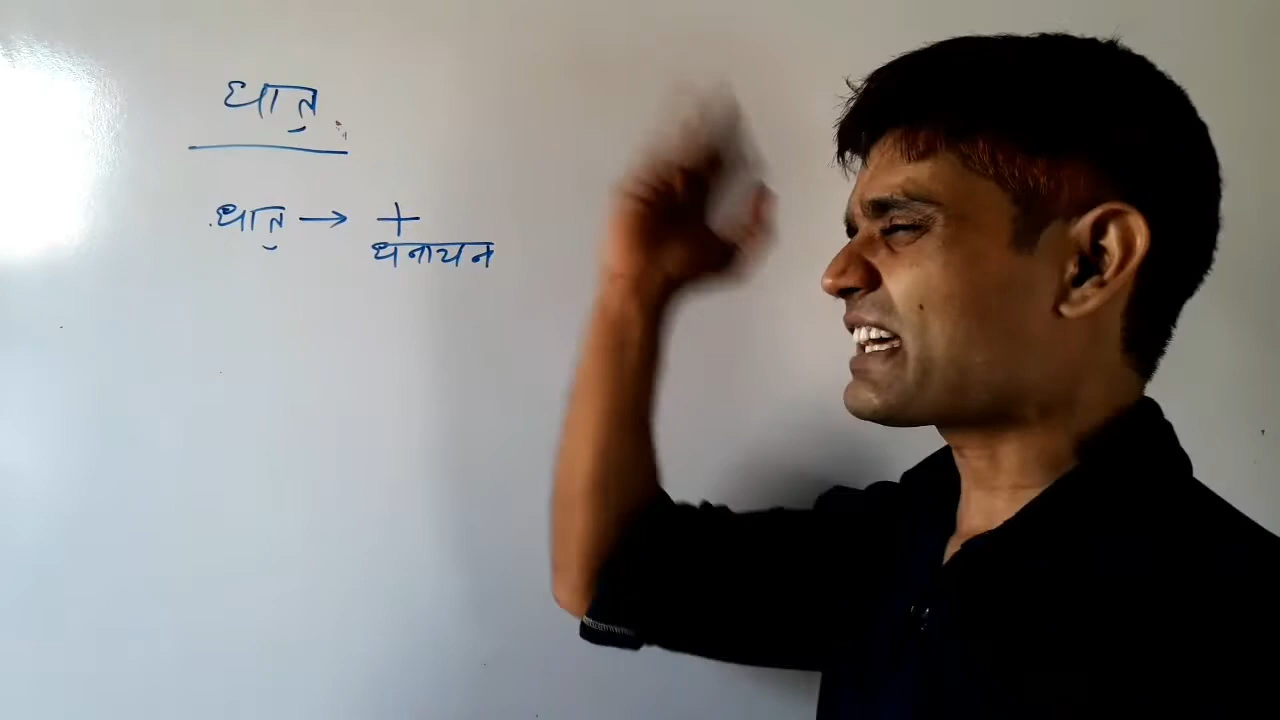 धातु
धातु → +
धनायन